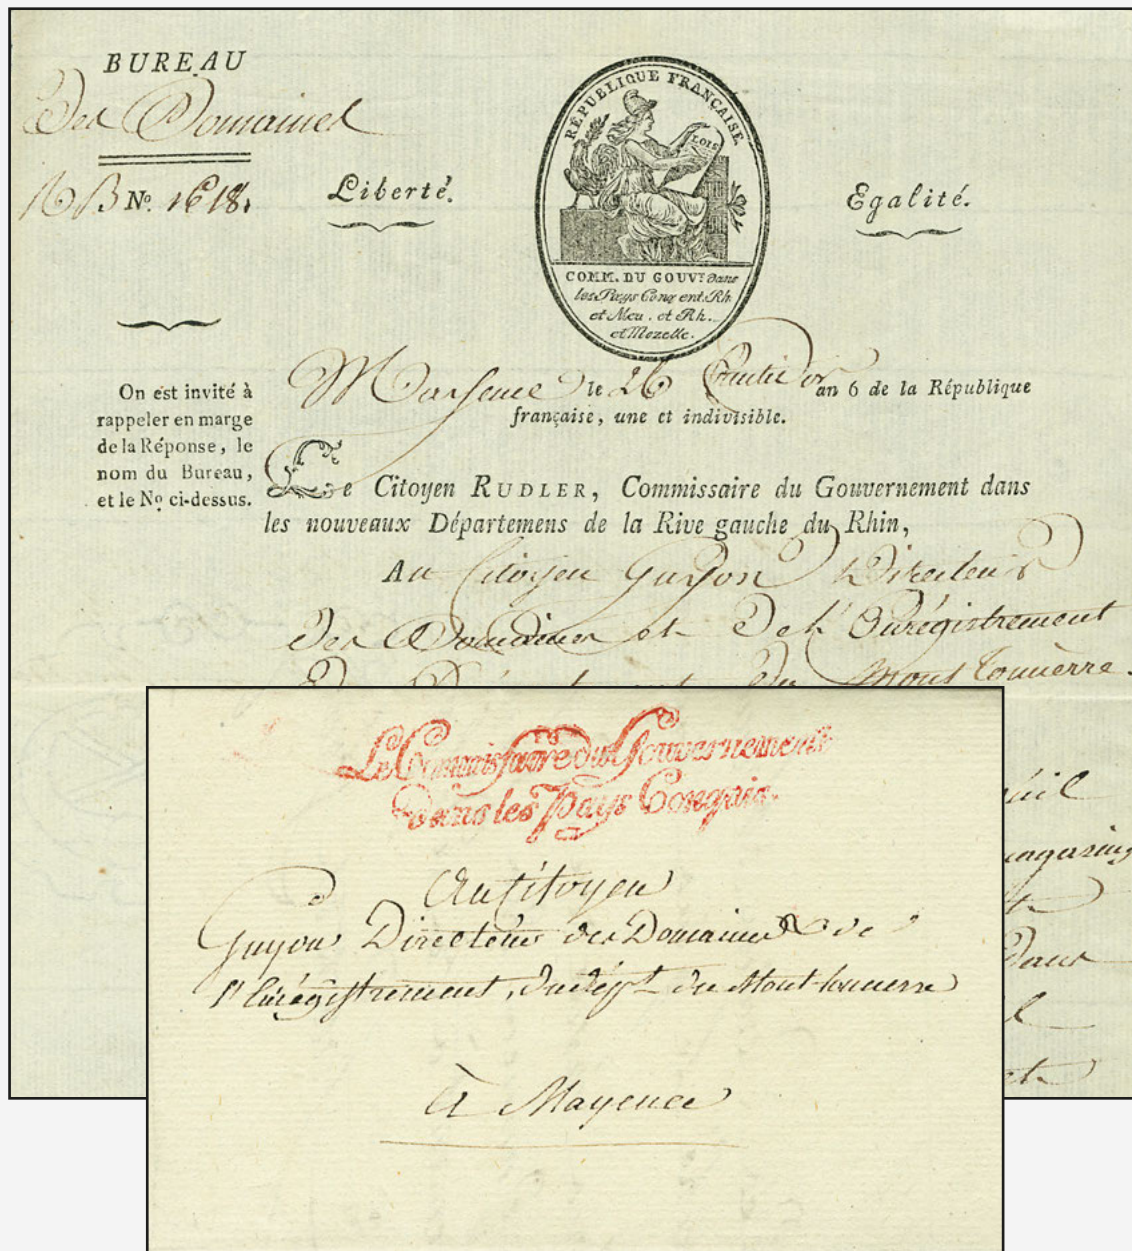 BUREAU
Des Domaines
N° 1618.
Liberté.
Egalité.
RÉPUBLIQUE FRANÇAISE
LOIS
COMM. DU GOUVt dans
les Pays Conq ent. Rh.
et Meu. et Rh.
et Mozelle.
On est invité à
rappeler en marge
de la Réponse, le
nom du Bureau,
et le No. ci-dessus.
le 26 fructidor an 6 de la République
française, une et indivisible.
Le Citoyen RUDLER, Commissaire du Gouvernement dans
les nouveaux Départemens de la Rive gauche du Rhin,
Au Citoyen Guyon Directeur
des Domaines et de l'Enrégistrement
du Mont tonnerre.
Le Commissaire du Gouvernement
dans les Pays Conquis.
Au Citoyen
Guyon Directeur des Domaines & de
l'Enrégistrement, du dépt du Mont-tonnerre
à Mayence